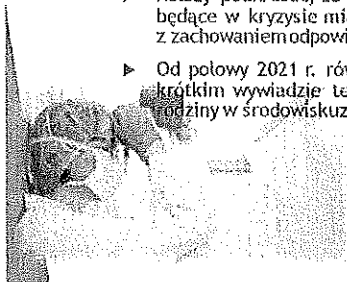 będące w kryzysie mi
z zachowaniem odpowi
Od połowy 2021 r. rów
krótkim wywiadzie te
rodziny w środowisku z